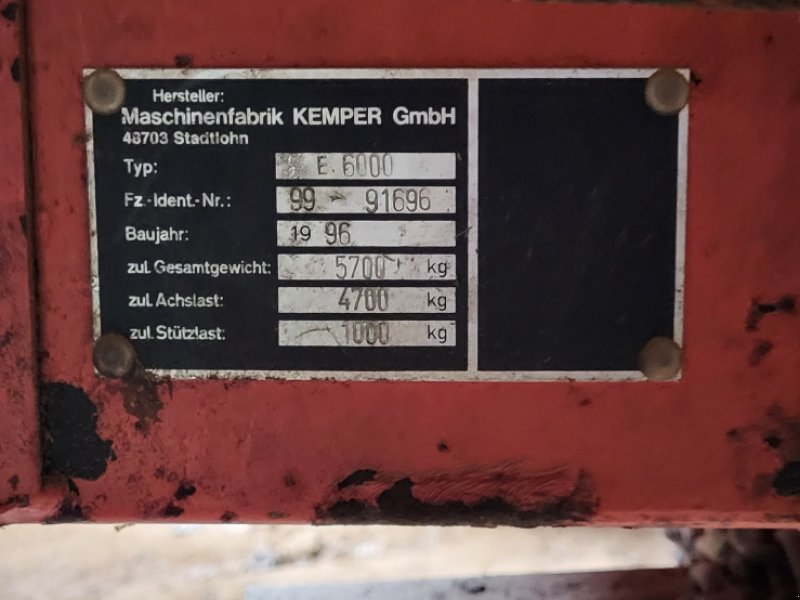 Hersteller:
Maschinenfabrik KEMPER GmbH
48703 Stadtlohn
Typ: E. 6000
Fz.-Ident.-Nr.: 99 - 91696
Baujahr: 19 96
zul. Gesamtgewicht: 5700 kg
zul. Achslast: 4700 kg
zul. Stützlast: 1000 kg